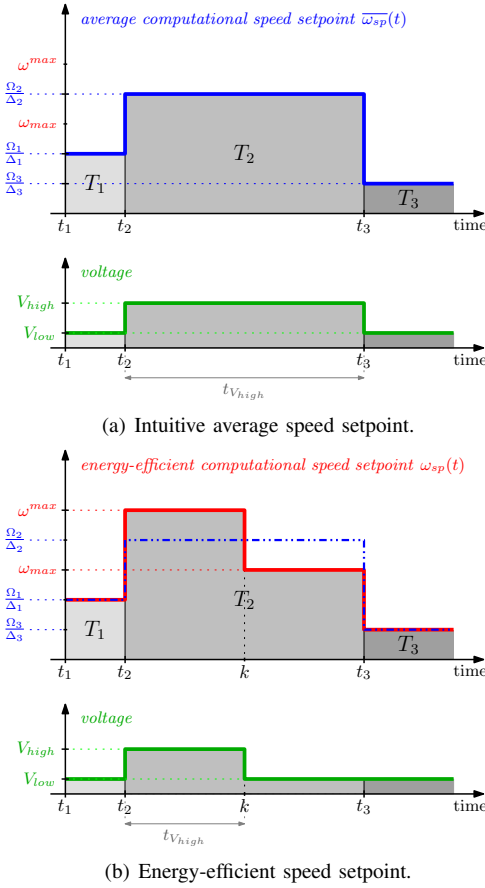 average computational speed setpoint $\overline{\omega_{sp}}(t)$
$\omega^{max}$
$\frac{\Omega_2}{\Delta_2}$
$\omega_{max}$
$\frac{\Omega_1}{\Delta_1}$
$\frac{\Omega_3}{\Delta_3}$
$T_1$ $T_2$ $T_3$
$t_1$ $t_2$ $t_3$ time
voltage
$V_{high}$
$V_{low}$
$t_1$ $t_2$ $t_3$ time
$t_{V_{high}}$
(a) Intuitive average speed setpoint.
energy-efficient computational speed setpoint $\omega_{sp}(t)$
$\omega^{max}$
$\frac{\Omega_2}{\Delta_2}$
$\omega_{max}$
$\frac{\Omega_1}{\Delta_1}$
$\frac{\Omega_3}{\Delta_3}$
$T_1$ $T_2$ $T_3$
$t_1$ $t_2$ $k$ $t_3$ time
voltage
$V_{high}$
$V_{low}$
$t_1$ $t_2$ $k$ $t_3$ time
$t_{V_{high}}$
(b) Energy-efficient speed setpoint.